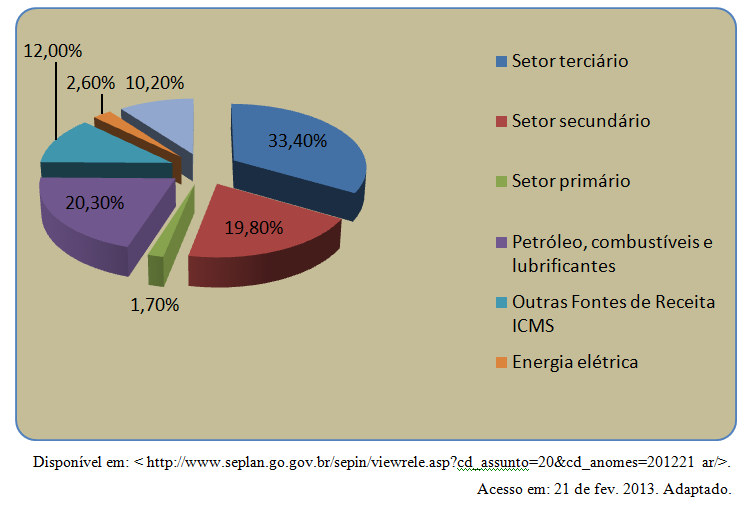 12,00%
2,60%
10,20%
33,40%
20,30%
19,80%
1,70%
Setor terciário
Setor secundário
Setor primário
Petróleo, combustíveis e
lubrificantes
Outras Fontes de Receita
ICMS
Energia elétrica
Disponível em: < http://www.seplan.go.gov.br/sepin/viewrele.asp?cd_assunto=20&cd_anomes=201221 ar/>.
Acesso em: 21 de fev. 2013. Adaptado.